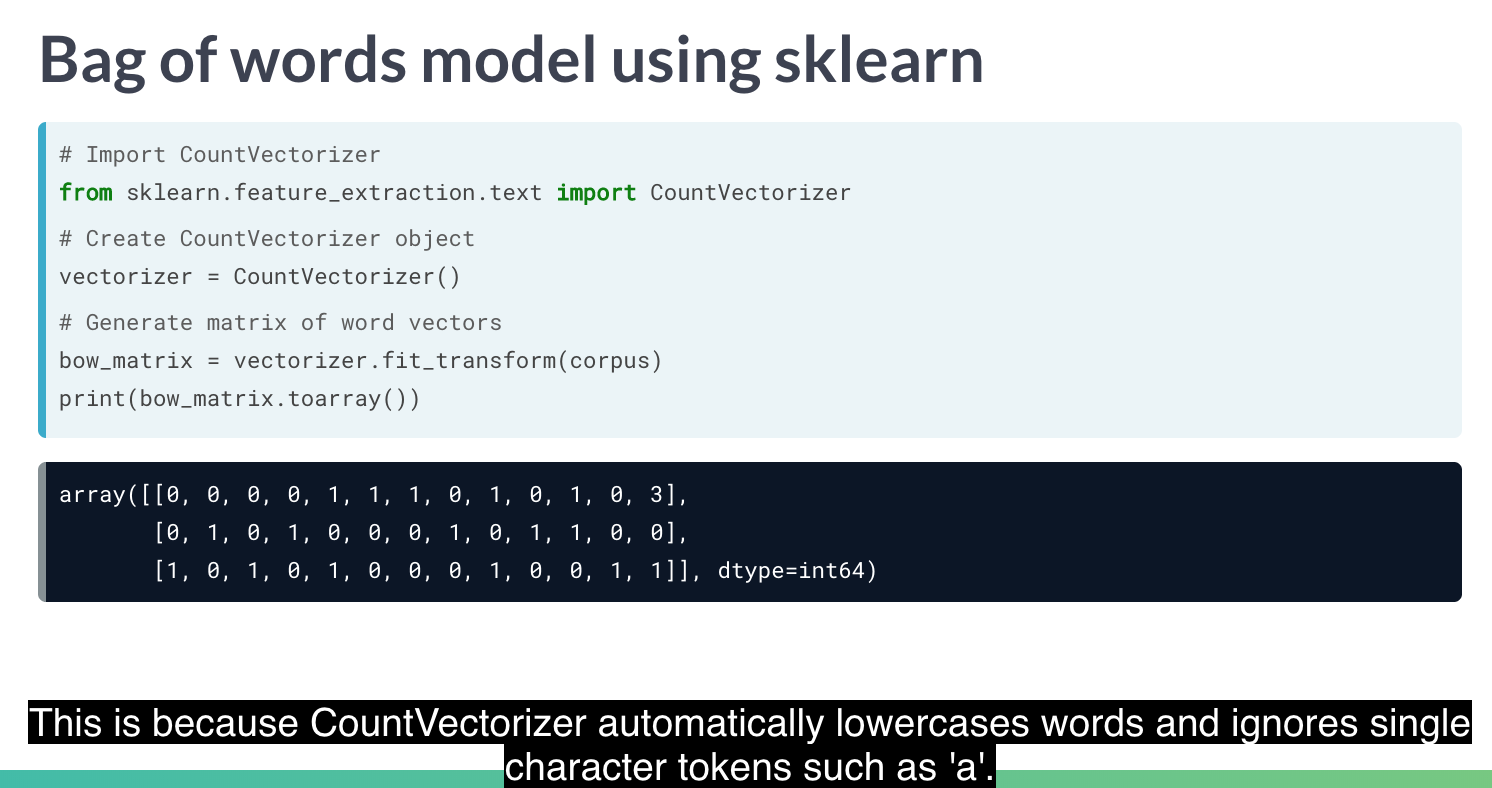 Bag of words model using sklearn
# Import CountVectorizer
from sklearn.feature_extraction.text import CountVectorizer
# Create CountVectorizer object
vectorizer = CountVectorizer()
# Generate matrix of word vectors
bow_matrix = vectorizer.fit_transform(corpus)
print(bow_matrix.toarray())
array([[0, 0, 0, 0, 1, 1, 1, 0, 1, 0, 1, 0, 3],
[0, 1, 0, 1, 0, 0, 0, 1, 0, 1, 1, 0, 0],
[1, 0, 1, 0, 1, 0, 0, 0, 1, 0, 0, 1, 1]], dtype=int64)
This is because CountVectorizer automatically lowercases words and ignores single
character tokens such as 'a'.